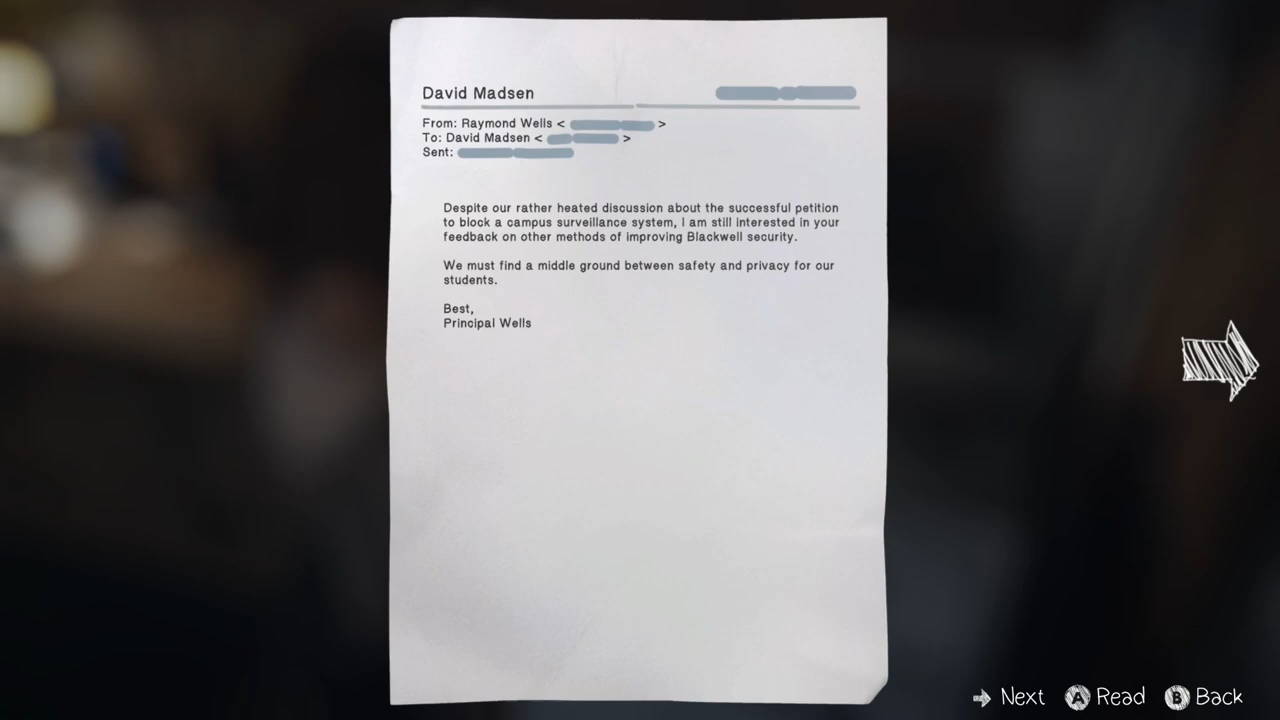 David Madsen
From: Raymond Wells < >
To: David Madsen < >
Sent:
Despite our rather heated discussion about the successful petition
to block a campus surveillance system, I am still interested in your
feedback on other methods of improving Blackwell security.
We must find a middle ground between safety and privacy for our
students.
Best,
Principal Wells
Next A Read B Back